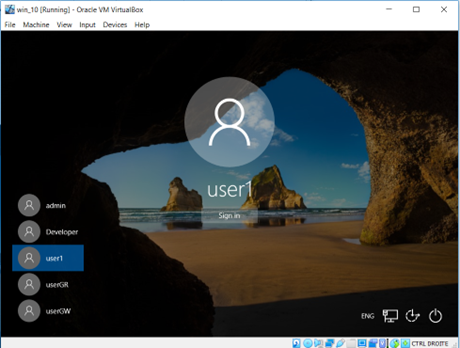 win_10 [Running] - Oracle VM VirtualBox
File Machine View Input Devices Help
user1
Sign in
admin
Developer
user1
userGR
userGW
ENG
CTRL DROITE